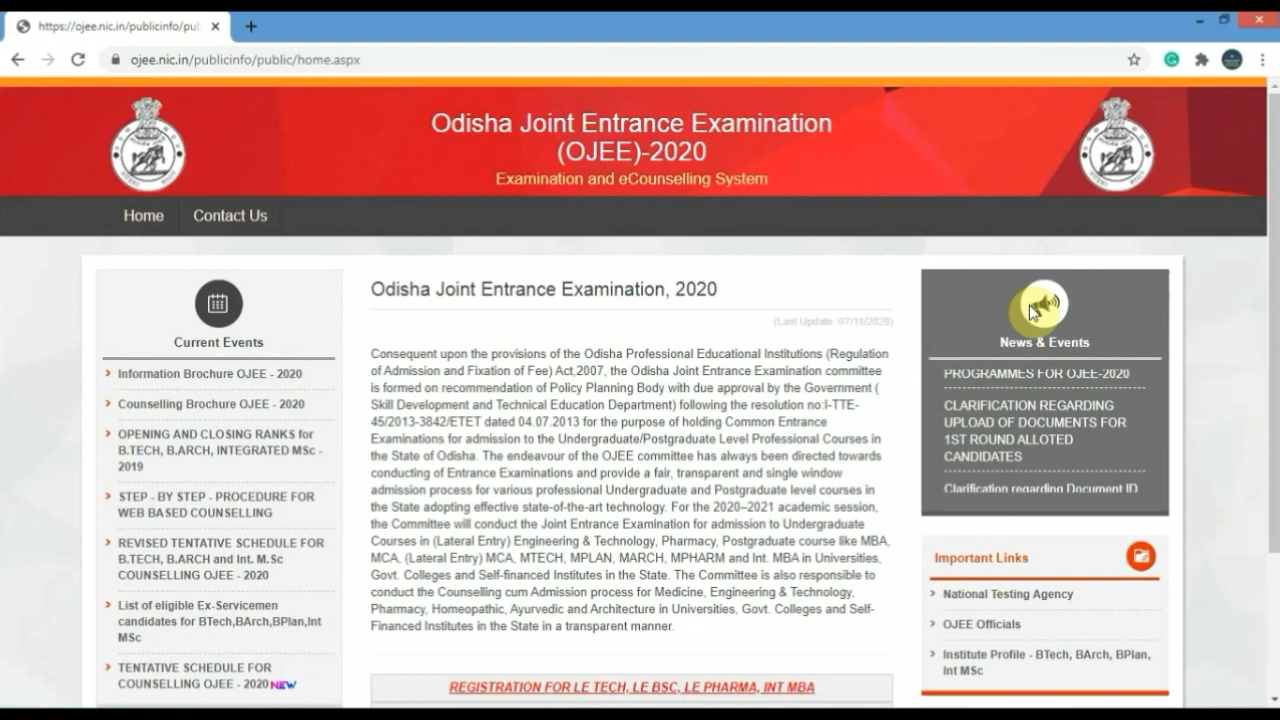 https://ojee.nic.in/publicinfo/pu
ojee.nic.in/publicinfo/public/home.aspx
Odisha Joint Entrance Examination
(OJEE)-2020
Examination and eCounselling System
Home
Contact Us
Current Events
Information Brochure OJEE - 2020
Counselling Brochure OJEE - 2020
OPENING AND CLOSING RANKS for
B.TECH, B.ARCH, INTEGRATED MSc -
2019
STEP - BY STEP - PROCEDURE FOR
WEB BASED COUNSELLING
REVISED TENTATIVE SCHEDULE FOR
B.TECH, B.ARCH and Int. M.Sc
COUNSELLING OJEE - 2020
List of eligible Ex-Servicemen
candidates for BTech,BArch,BPlan,Int
MSc
TENTATIVE SCHEDULE FOR
COUNSELLING OJEE - 2020 NEW
Odisha Joint Entrance Examination, 2020
(Last Update :07/11/2020)
Consequent upon the provisions of the Odisha Professional Educational Institutions (Regulation
of Admission and Fixation of Fee) Act,2007, the Odisha Joint Entrance Examination committee
is formed on recommendation of Policy Planning Body with due approval by the Government (
Skill Development and Technical Education Department) following the resolution no:I-TTE-
45/2013-3842/ETET dated 04.07.2013 for the purpose of holding Common Entrance
Examinations for admission to the Undergraduate/Postgraduate Level Professional Courses in
the State of Odisha. The endeavour of the OJEE committee has always been directed towards
conducting of Entrance Examinations and provide a fair, transparent and single window
admission process for various professional Undergraduate and Postgraduate level courses in
the State adopting effective state-of-the-art technology. For the 2020–2021 academic session,
the Committee will conduct the Joint Entrance Examination for admission to Undergraduate
Courses in (Lateral Entry) Engineering & Technology, Pharmacy, Postgraduate course like MBA,
MCA, (Lateral Entry) MCA, MTECH, MPLAN, MARCH, MPHARM and Int. MBA in Universities,
Govt. Colleges and Self-financed Institutes in the State. The Committee is also responsible to
conduct the Counselling cum Admission process for Medicine, Engineering & Technology,
Pharmacy, Homeopathic, Ayurvedic and Architecture in Universities, Govt. Colleges and Self-
Financed Institutes in the State in a transparent manner.
REGISTRATION FOR LE TECH, LE BSC, LE PHARMA, INT MBA
News & Events
PROGRAMMES FOR OJEE-2020
CLARIFICATION REGARDING
UPLOAD OF DOCUMENTS FOR
1ST ROUND ALLOTED
CANDIDATES
Clarification regarding Document ID
Important Links
National Testing Agency
OJEE Officials
Institute Profile - BTech, BArch, BPlan,
Int MSc